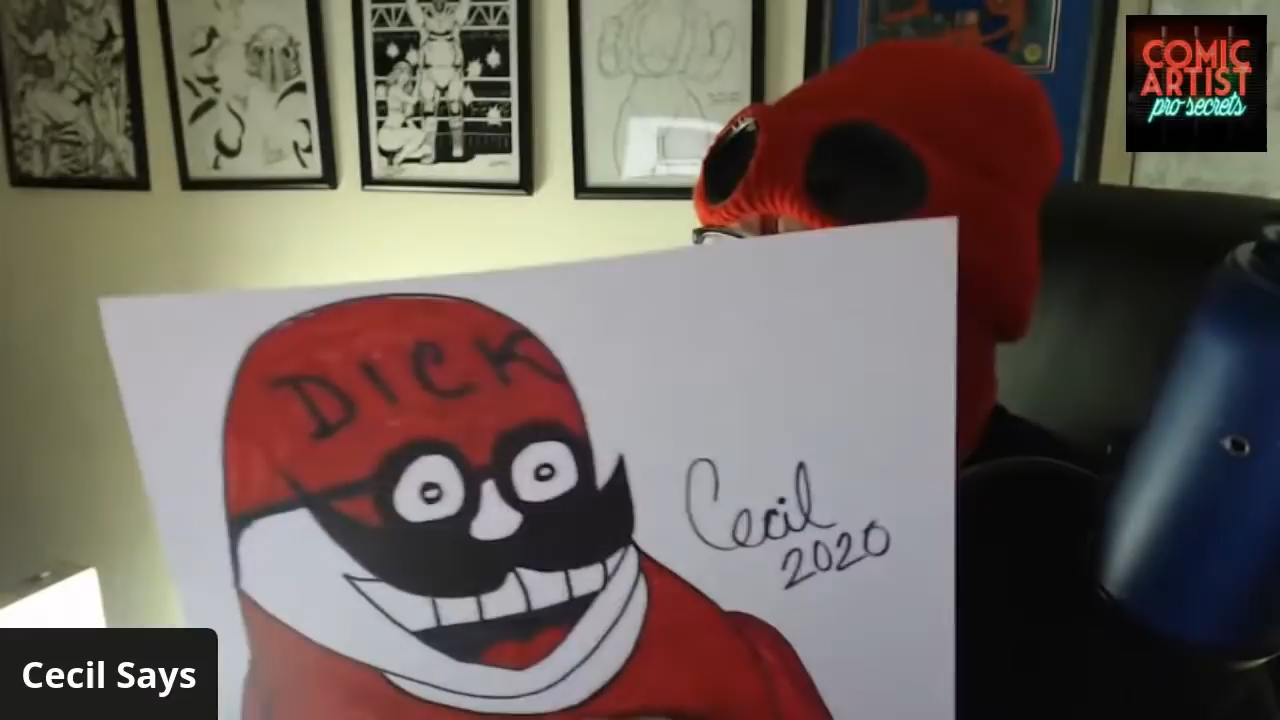 COMIC
ARTIST
pro secrets
DICK
Cecil
2020
Cecil Says